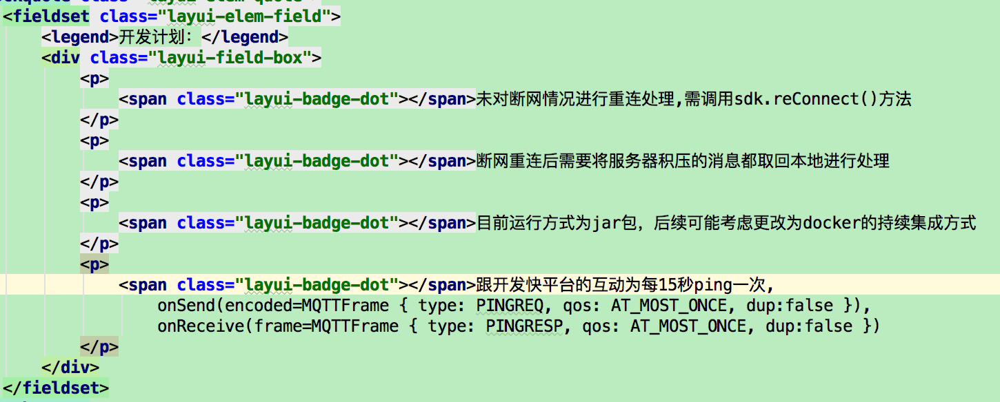 <fieldset class="layui-elem-field">
<legend>开发计划：</legend>
<div class="layui-field-box">
<p>
<span class="layui-badge-dot"></span>未对断网情况进行重连处理,需调用sdk.reConnect()方法
</p>
<p>
<span class="layui-badge-dot"></span>断网重连后需要将服务器积压的消息都取回本地进行处理
</p>
<p>
<span class="layui-badge-dot"></span>目前运行方式为jar包，后续可能考虑更改为docker的持续集成方式
</p>
<p>
<span class="layui-badge-dot"></span>跟开发快平台的互动为每15秒ping一次,
onSend(encoded=MQTTFrame { type: PINGREQ, qos: AT_MOST_ONCE, dup:false }),
onReceive(frame=MQTTFrame { type: PINGRESP, qos: AT_MOST_ONCE, dup:false })
</p>
</div>
</fieldset>